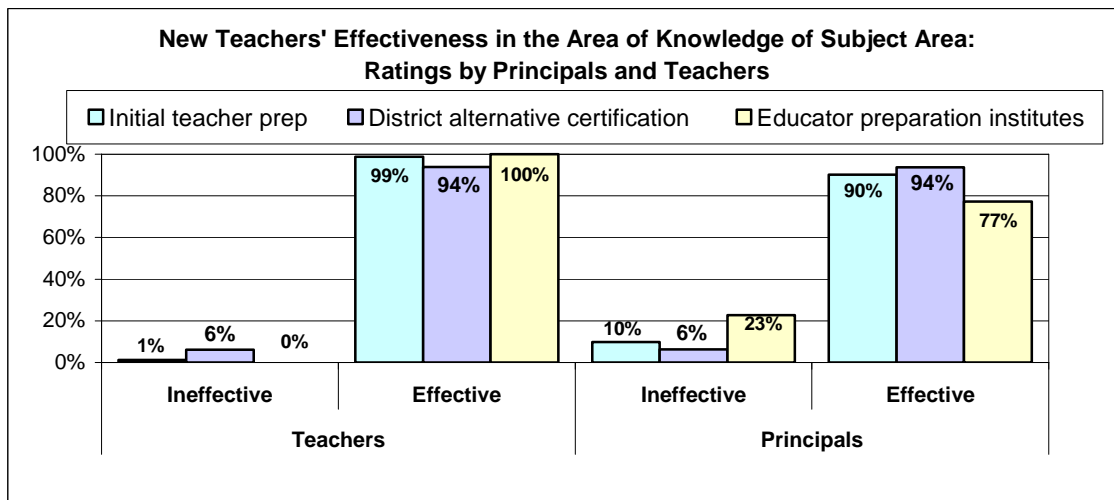 New Teachers' Effectiveness in the Area of Knowledge of Subject Area:
Ratings by Principals and Teachers
Initial teacher prep District alternative certification Educator preparation institutes
100%
80%
60%
40%
20%
0%
1% 6% 0% 99% 94% 100% 10% 6% 23% 90% 94% 77%
Ineffective Effective Ineffective Effective
Teachers Principals